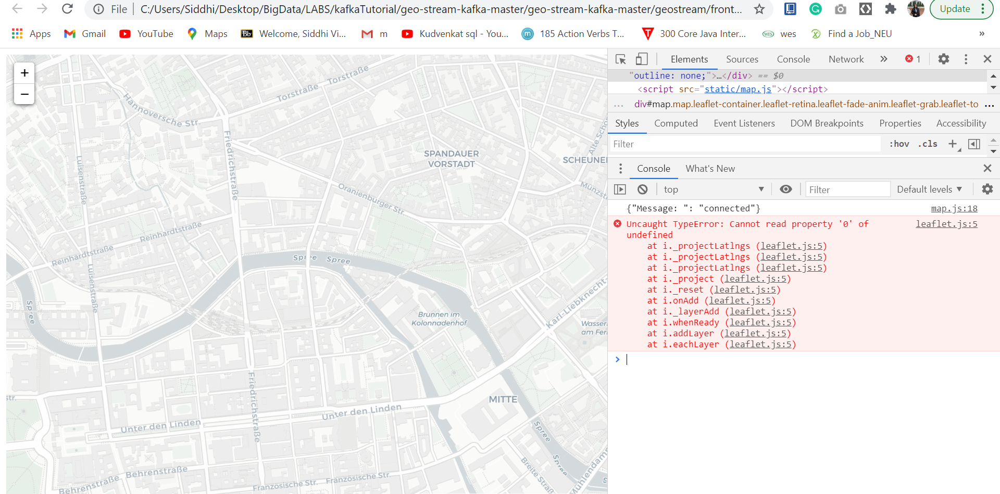 File C:/Users/Siddhi/Desktop/BigData/LABS/kafkaTutorial/geo-stream-kafka-master/geo-stream-kafka-master/geostream/front...
Update
Apps Gmail YouTube Maps Bb Welcome, Siddhi Vi... m Kudvenkat sql - You... m 185 Action Verbs T... T 300 Core Java Inter... WES wes Find a Job_NEU »
+
−
Torstraße
Torstraße
Hannoversche Str.
Friedrichstraße
Luisenstraße
SPANDAUER
VORSTADT
Alte Schö
SCHEUNE
Münzst
Oranienburger Str.
Reinhardtstraße
Reinhardtstraße
Luisenstraße
Spree
Spree
Spree
Karl-Liebknecht-
Brunnen im
Kolonnadenhof
Wasser
am Fer
Friedrichstraße
MITTE
str.
Unter den Linden
Unter den Linden
Spree
Spree
Behrenstraße
Behrenstraße
Französische Str.
Französische Str.
Breite Straße
Mühlendamm
S
Elements Sources Console Network » 1
"outline: none;">…</div> == $0
<script src="static/map.js"></script>
... div#map.map.leaflet-container.leaflet-retina.leaflet-fade-anim.leaflet-grab.leaflet-to ...
Styles Computed Event Listeners DOM Breakpoints Properties Accessibility
Filter :hov .cls +
Console What's New
top Filter Default levels
{"Message: ": "connected"} map.js:18
Uncaught TypeError: Cannot read property '0' of leaflet.js:5
undefined
at i._projectLatlngs (leaflet.js:5)
at i._projectLatlngs (leaflet.js:5)
at i._projectLatlngs (leaflet.js:5)
at i._project (leaflet.js:5)
at i._reset (leaflet.js:5)
at i.onAdd (leaflet.js:5)
at i._layerAdd (leaflet.js:5)
at i.whenReady (leaflet.js:5)
at i.addLayer (leaflet.js:5)
at i.eachLayer (leaflet.js:5)
>